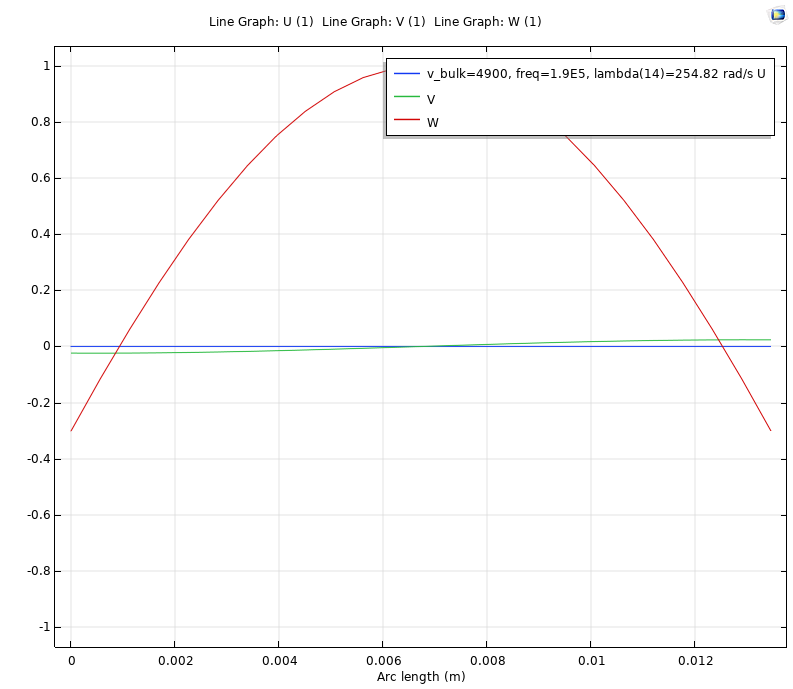 Line Graph: U (1)  Line Graph: V (1)  Line Graph: W (1)
v_bulk=4900, freq=1.9E5, lambda(14)=254.82 rad/s U
V
W
1
0.8
0.6
0.4
0.2
0
-0.2
-0.4
-0.6
-0.8
-1
0 0.002 0.004 0.006 0.008 0.01 0.012
Arc length (m)